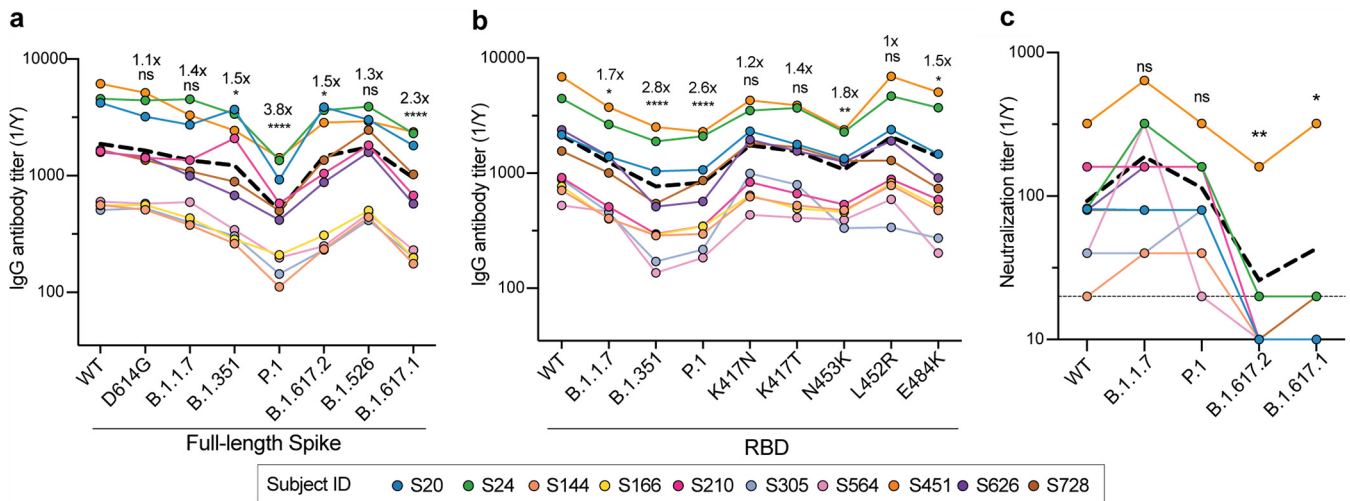 a
IgG antibody titer (1/Y)
10000
1000
100
1.1x
ns
1.4x
ns
1.5x
*
3.8x
****
1.5x
*
1.3x
ns
2.3x
****
WT
D614G
B.1.1.7
B.1.351
P.1
B.1.617.2
B.1.526
B.1.617.1
Full-length Spike
b
IgG antibody titer (1/Y)
10000
1000
100
1.7x
*
2.8x
****
2.6x
****
1.2x
ns
1.4x
ns
1.8x
**
1x
ns
1.5x
*
WT
B.1.1.7
B.1.351
P.1
K417N
K417T
N453K
L452R
E484K
RBD
c
Neutralization titer (1/Y)
1000
100
10
ns
ns
**
*
WT
B.1.1.7
P.1
B.1.617.2
B.1.617.1
Subject ID S20 S24 S144 S166 S210 S305 S564 S451 S626 S728